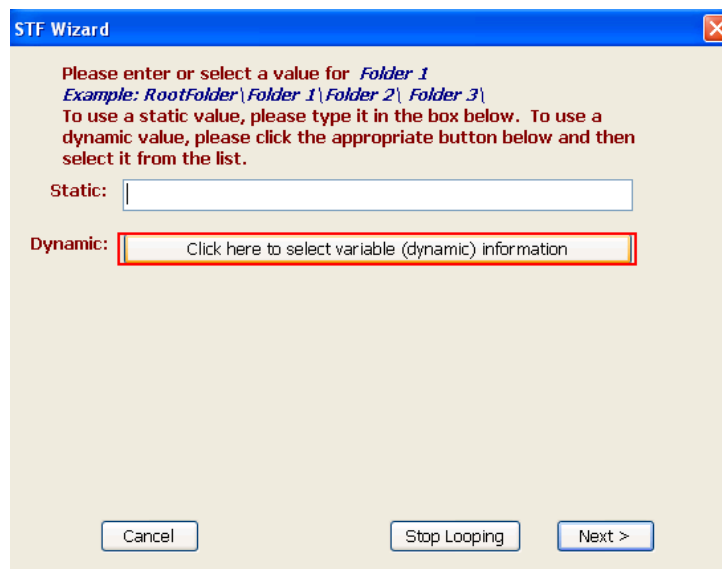 STF Wizard
Please enter or select a value for Folder 1
Example: RootFolder\Folder 1\Folder 2\ Folder 3\
To use a static value, please type it in the box below. To use a
dynamic value, please click the appropriate button below and then
select it from the list.
Static:
Dynamic: Click here to select variable (dynamic) information
Cancel Stop Looping Next >